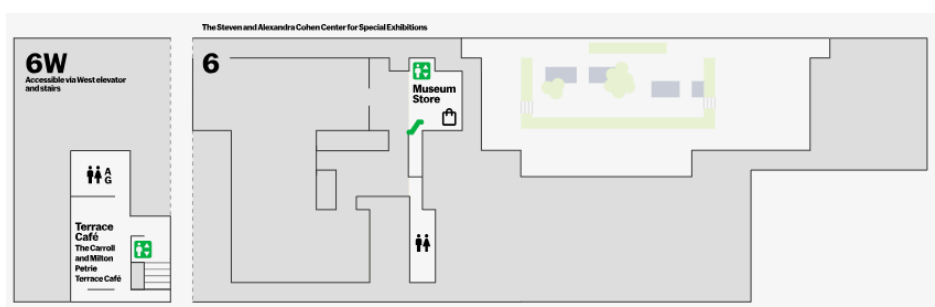 The Steven and Alexandra Cohen Center for Special Exhibitions
6W
Accessible via West elevator
and stairs
6
Museum
Store
A
G
Terrace
Café
The Carroll
and Milton
Petrie
Terrace Café